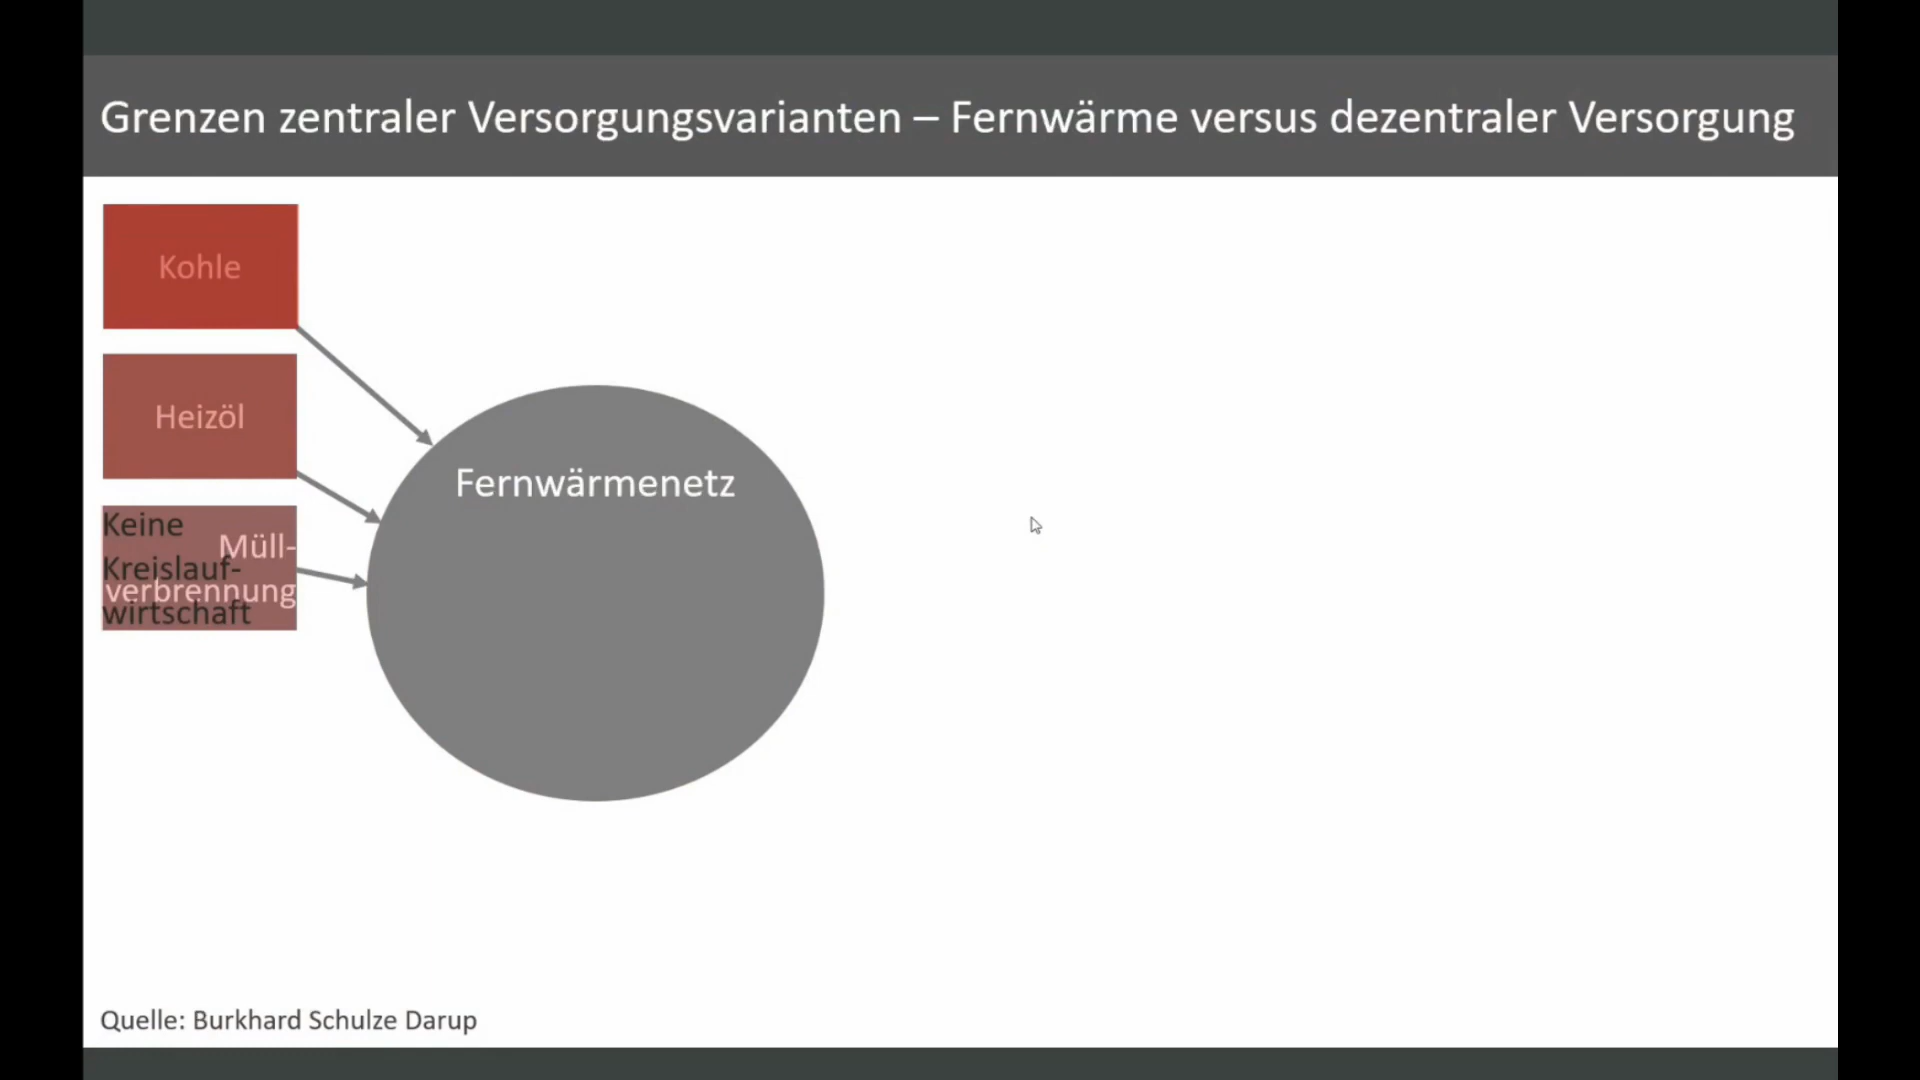 Grenzen zentraler Versorgungsvarianten – Fernwärme versus dezentraler Versorgung
Kohle
Heizöl
Keine
Kreislauf-
wirtschaft
Müll-
verbrennung
Fernwärmenetz
Quelle: Burkhard Schulze Darup